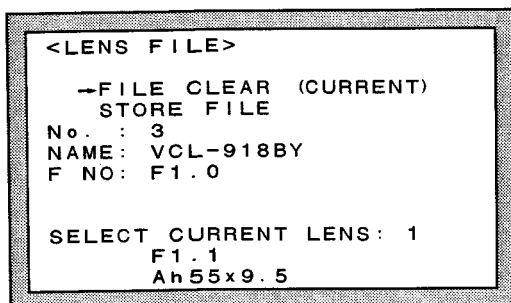 <LENS FILE>
→FILE CLEAR (CURRENT)
STORE FILE
No. : 3
NAME: VCL-918BY
F NO: F1.0
SELECT CURRENT LENS: 1
F1.1
Ah55x9.5